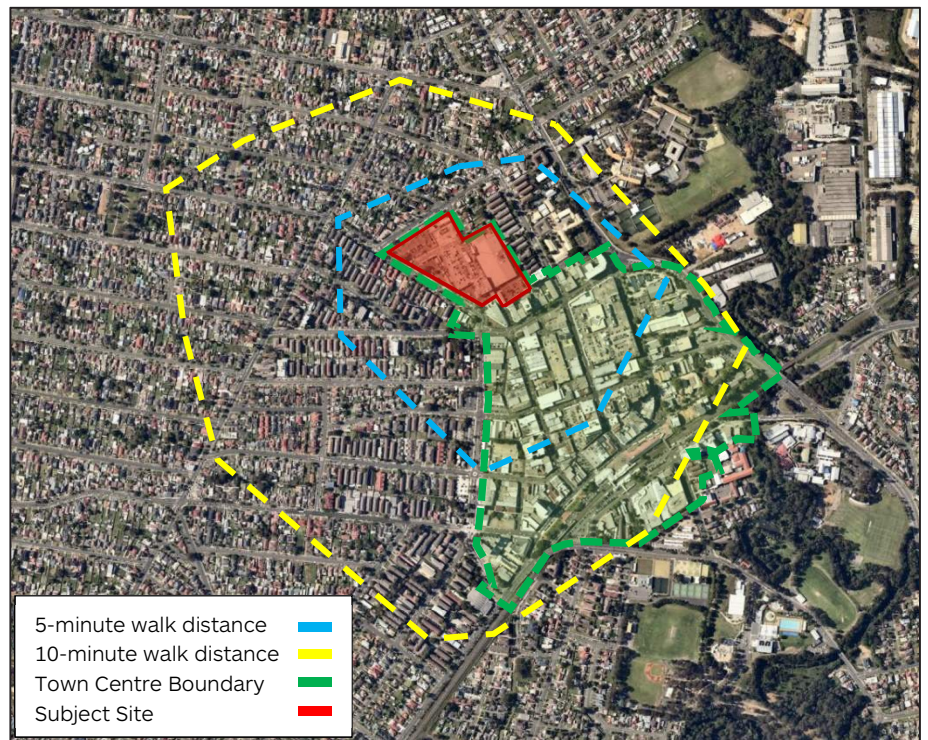 5-minute walk distance
10-minute walk distance
Town Centre Boundary
Subject Site